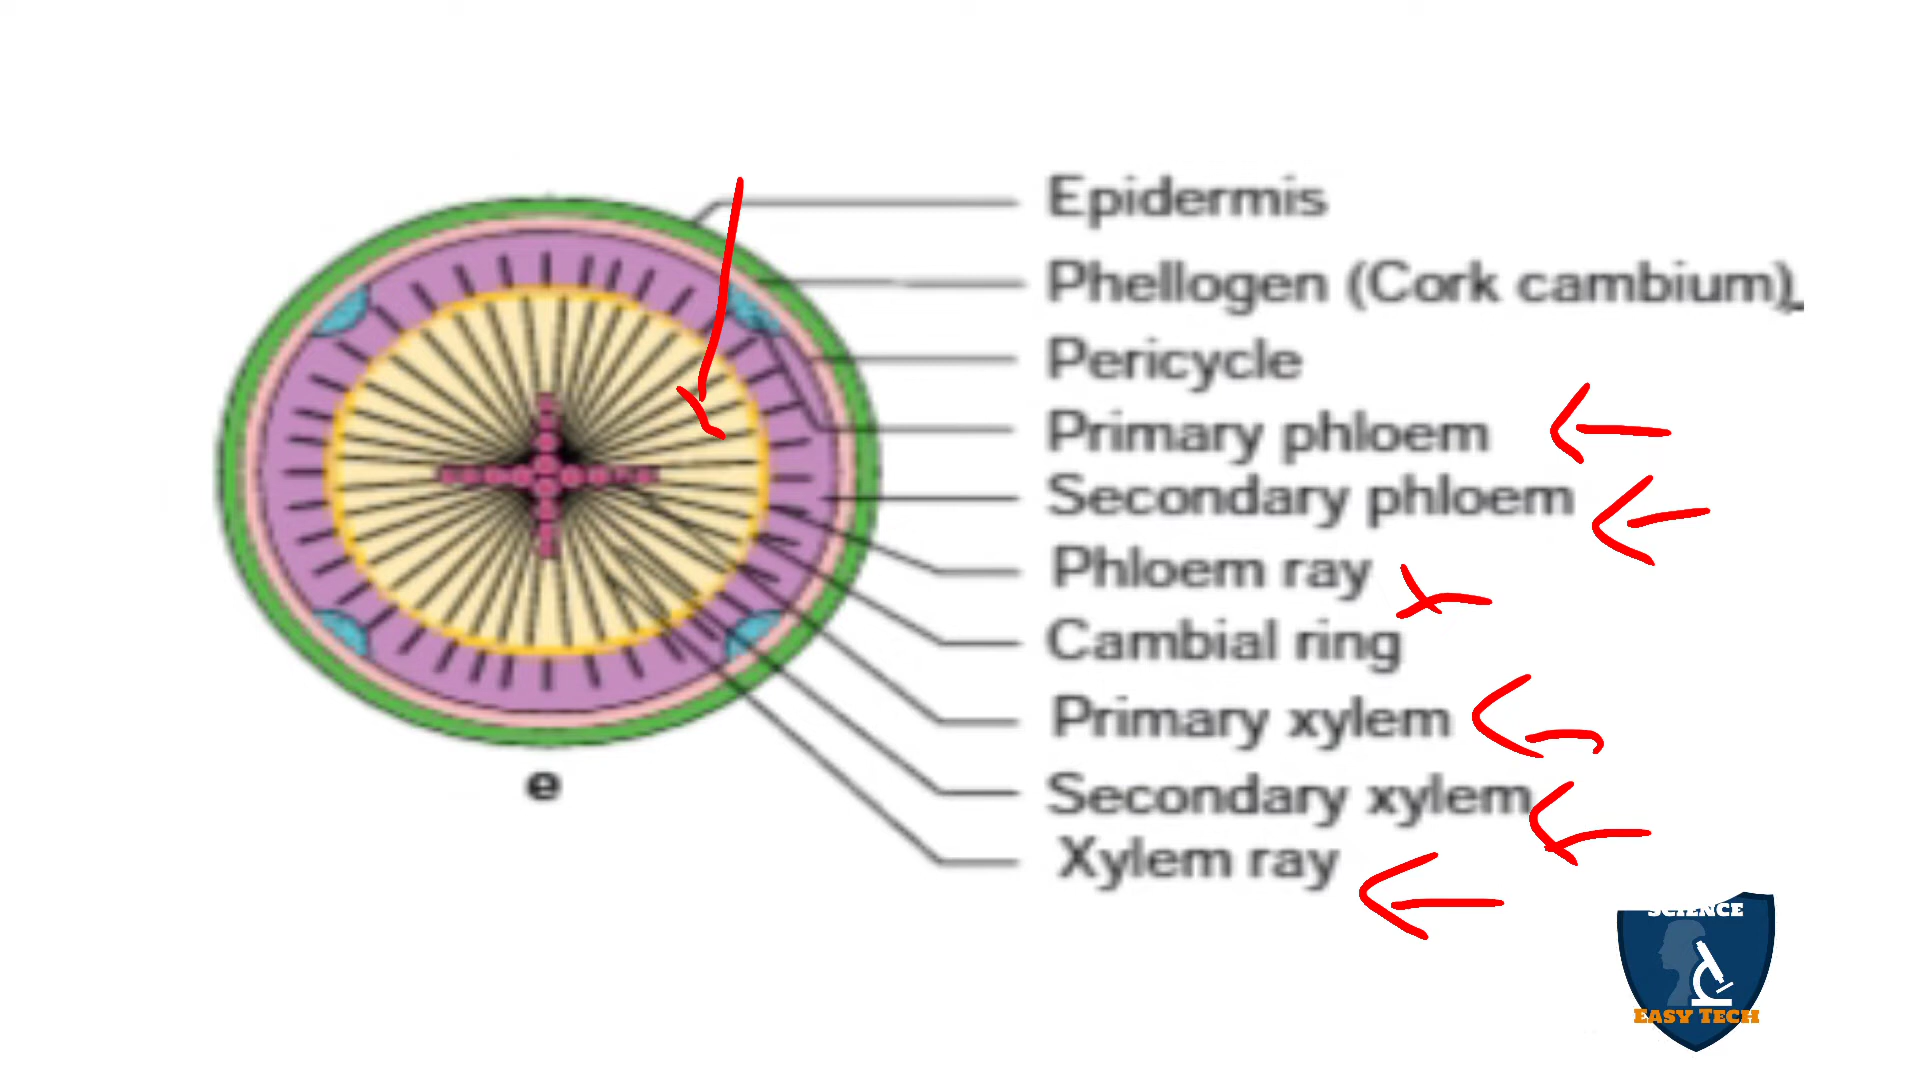 Epidermis
Phellogen (Cork cambium)
Pericycle
Primary phloem
Secondary phloem
Phloem ray
Cambial ring
Primary xylem
Secondary xylem
Xylem ray
e
SCIENCE
EASY TECH